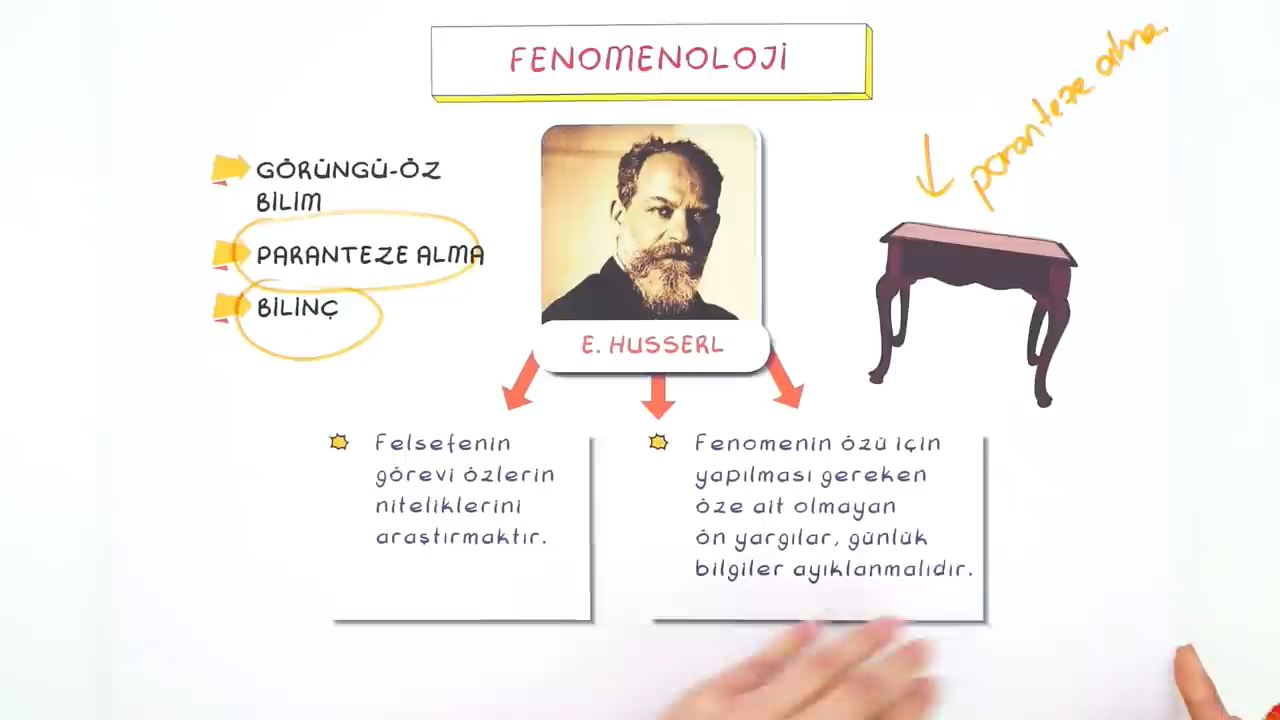 FENOMENOLOJİ
GÖRÜNGÜ-ÖZ
BİLİM
PARANTEZE ALMA
BİLİNÇ
E. HUSSERL
paranteze alma.
Felsefenin
görevi özlerin
niteliklerini
araştırmaktır.
Fenomenin özü için
yapılması gereken
öze ait olmayan
ön yargılar, günlük
bilgiler ayıklanmalıdır.